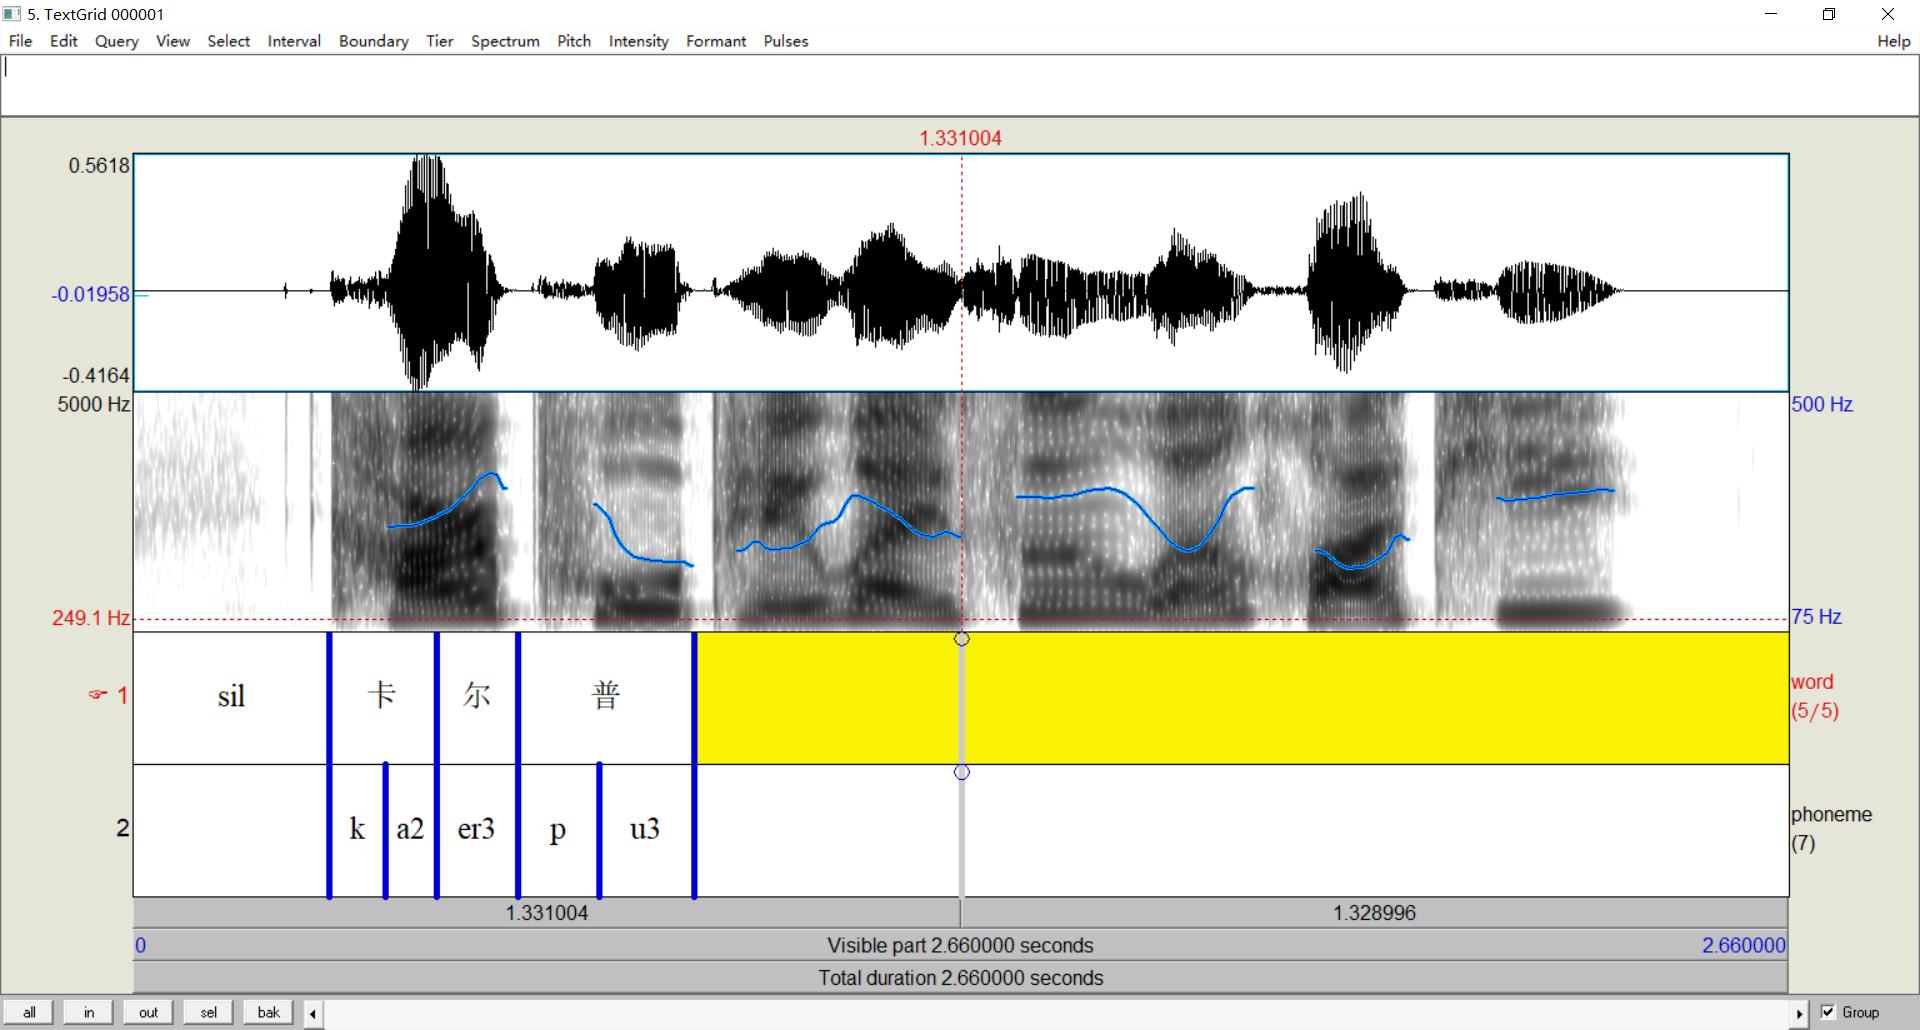 5. TextGrid 000001
File Edit Query View Select Interval Boundary Tier Spectrum Pitch Intensity Formant Pulses Help
1.331004
0.5618
-0.01958
-0.4164
5000 Hz 500 Hz
249.1 Hz 75 Hz
☞ 1 sil 卡 尔 普 word
(5/5)
2 k a2 er3 p u3 phoneme
(7)
1.331004 1.328996
0 Visible part 2.660000 seconds 2.660000
Total duration 2.660000 seconds
all in out sel bak Group